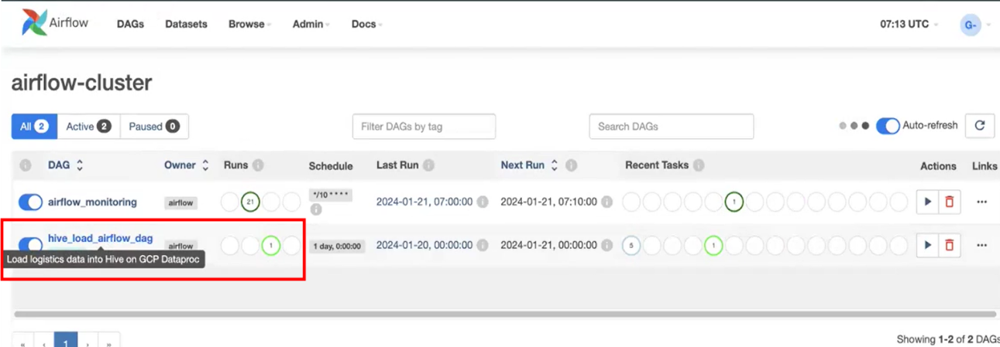 Airflow DAGs Datasets Browse Admin Docs 07:13 UTC G-
airflow-cluster
All 2 Active 2 Paused 0 Filter DAGs by tag Search DAGs Auto-refresh
DAG Owner Runs Schedule Last Run Next Run Recent Tasks Actions Links
airflow_monitoring airflow 21 */10 * * * * 2024-01-21, 07:00:00 2024-01-21, 07:10:00 1
hive_load_airflow_dag airflow 1 1 day, 0:00:00 2024-01-20, 00:00:00 2024-01-21, 00:00:00 5 1
Load logistics data into Hive on GCP Dataproc
« ‹ 1 › »
Showing 1-2 of 2 DAGs